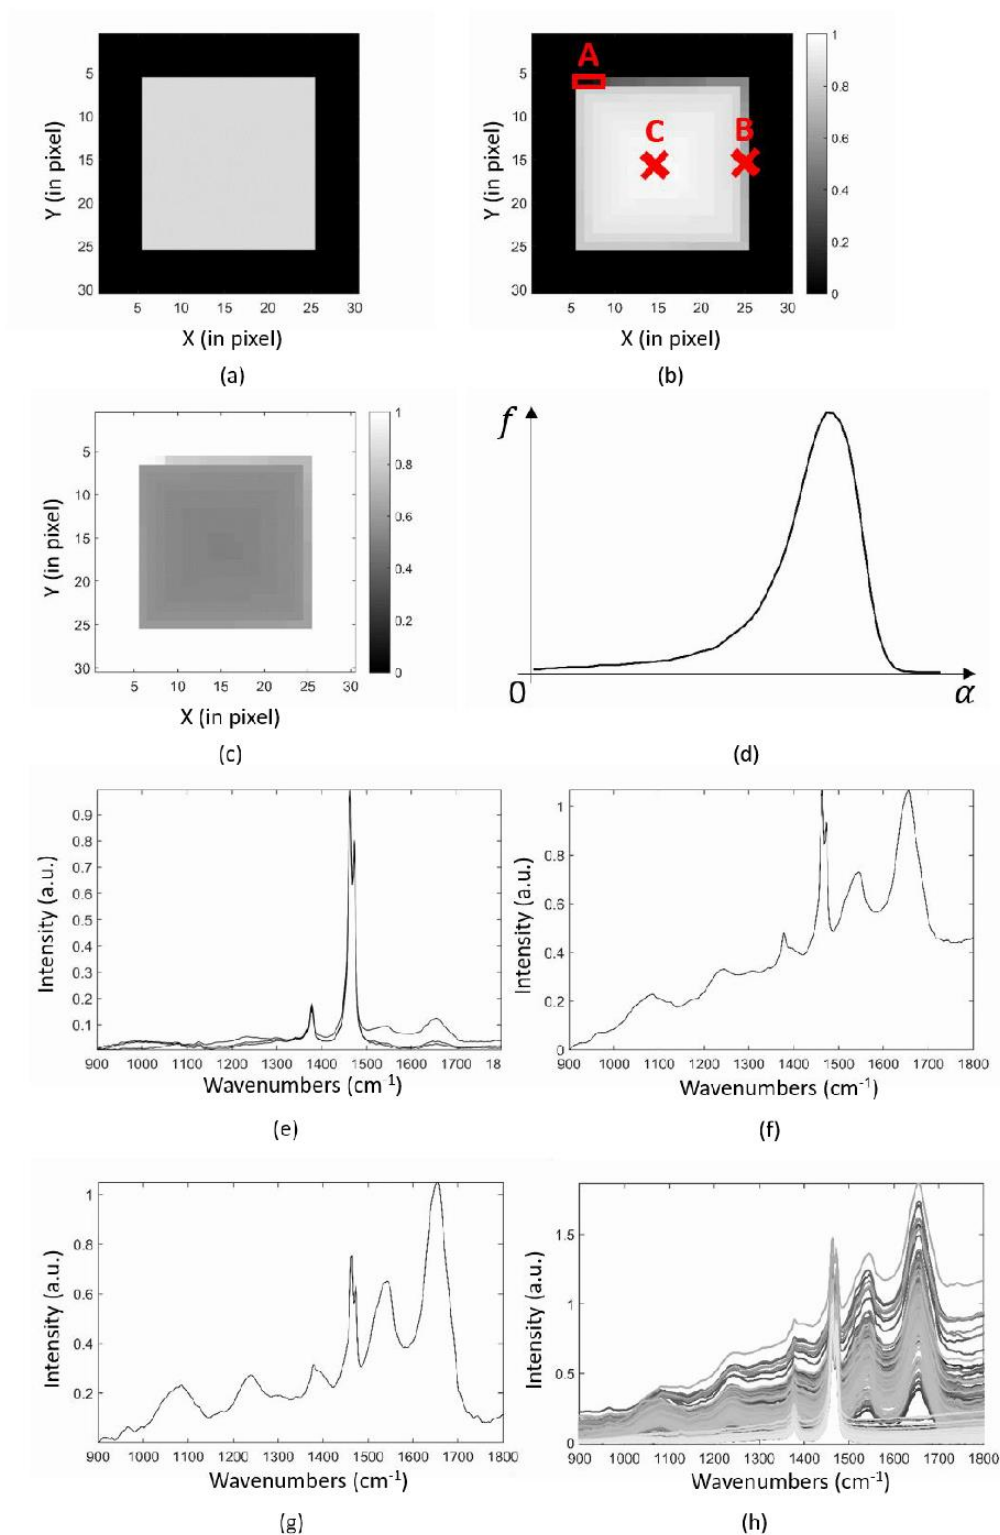 5
10
15
20
25
30
Y (in pixel)
5 10 15 20 25 30
X (in pixel)
(a)
A
B
C
5
10
15
20
25
30
Y (in pixel)
5 10 15 20 25 30
X (in pixel)
1
0.8
0.6
0.4
0.2
0
(b)
5
10
15
20
25
30
Y (in pixel)
5 10 15 20 25 30
X (in pixel)
1
0.8
0.6
0.4
0.2
0
(c)
f
0
α
(d)
0.9
0.8
0.7
0.6
0.5
0.4
0.3
0.2
0.1
Intensity (a.u.)
900 1000 1100 1200 1300 1400 1500 1600 1700 18
Wavenumbers (cm⁻¹)
(e)
1
0.8
0.6
0.4
0.2
0
Intensity (a.u.)
900 1000 1100 1200 1300 1400 1500 1600 1700 1800
Wavenumbers (cm⁻¹)
(f)
1
0.8
0.6
0.4
0.2
Intensity (a.u.)
900 1000 1100 1200 1300 1400 1500 1600 1700 1800
Wavenumbers (cm⁻¹)
(g)
1.5
1
0.5
0
Intensity (a.u.)
900 1000 1100 1200 1300 1400 1500 1600 1700 1800
Wavenumbers (cm⁻¹)
(h)